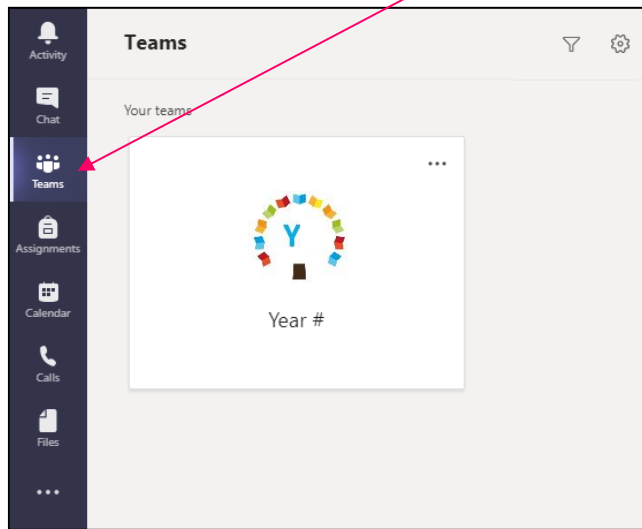 Activity
Chat
Teams
Assignments
Calendar
Calls
Files
Teams
Your teams
Y
Year #